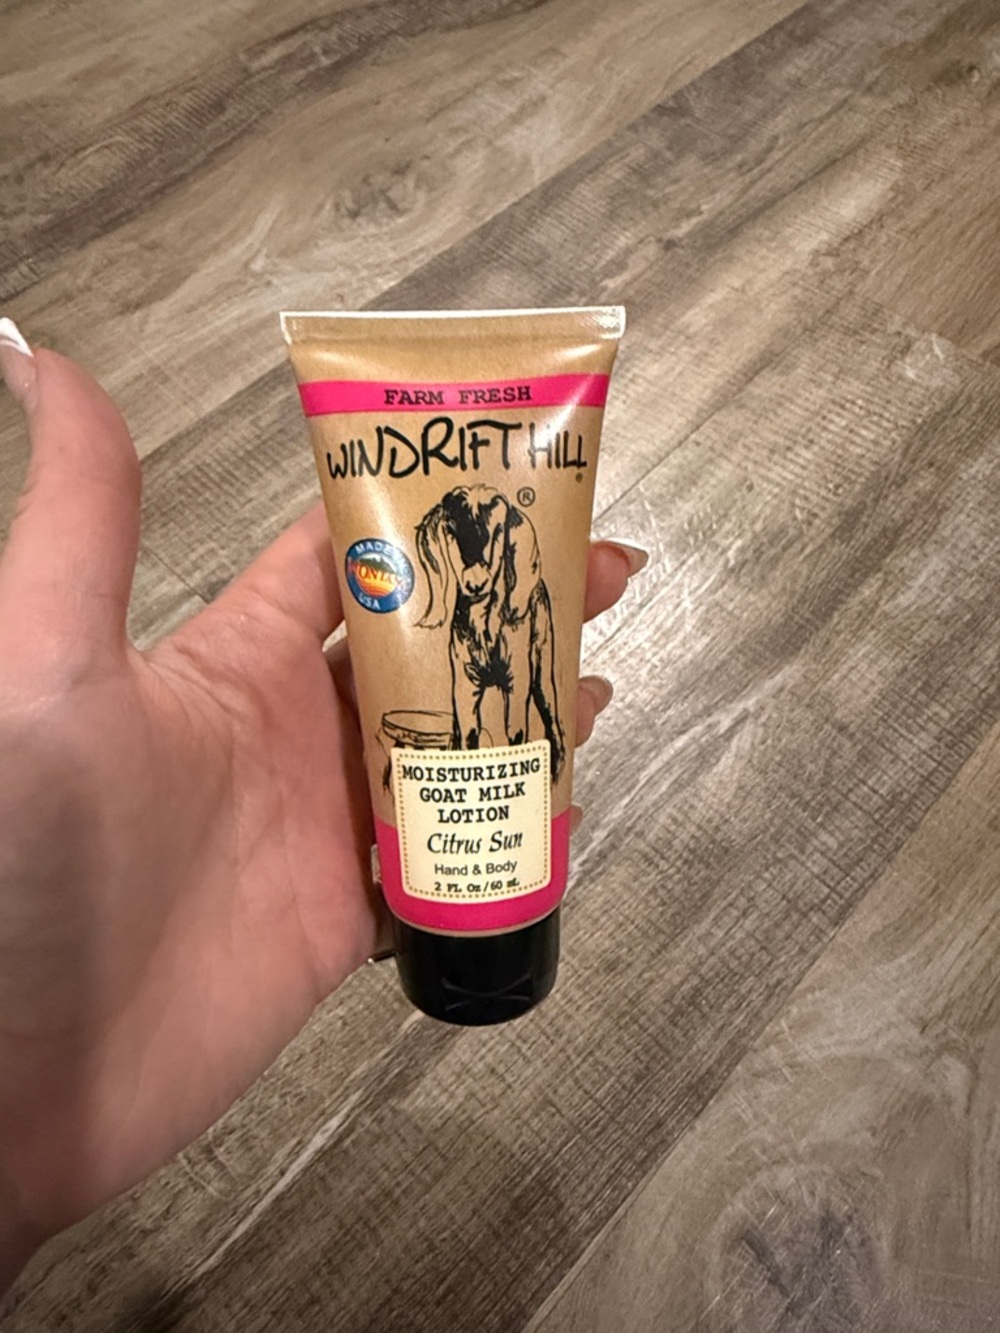 FARM FRESH
WINDRIFT HILL
®
MADE IN
MONTANA
USA
MOISTURIZING
GOAT MILK
LOTION
Citrus Sun
Hand & Body
2 FL Oz/60 mL